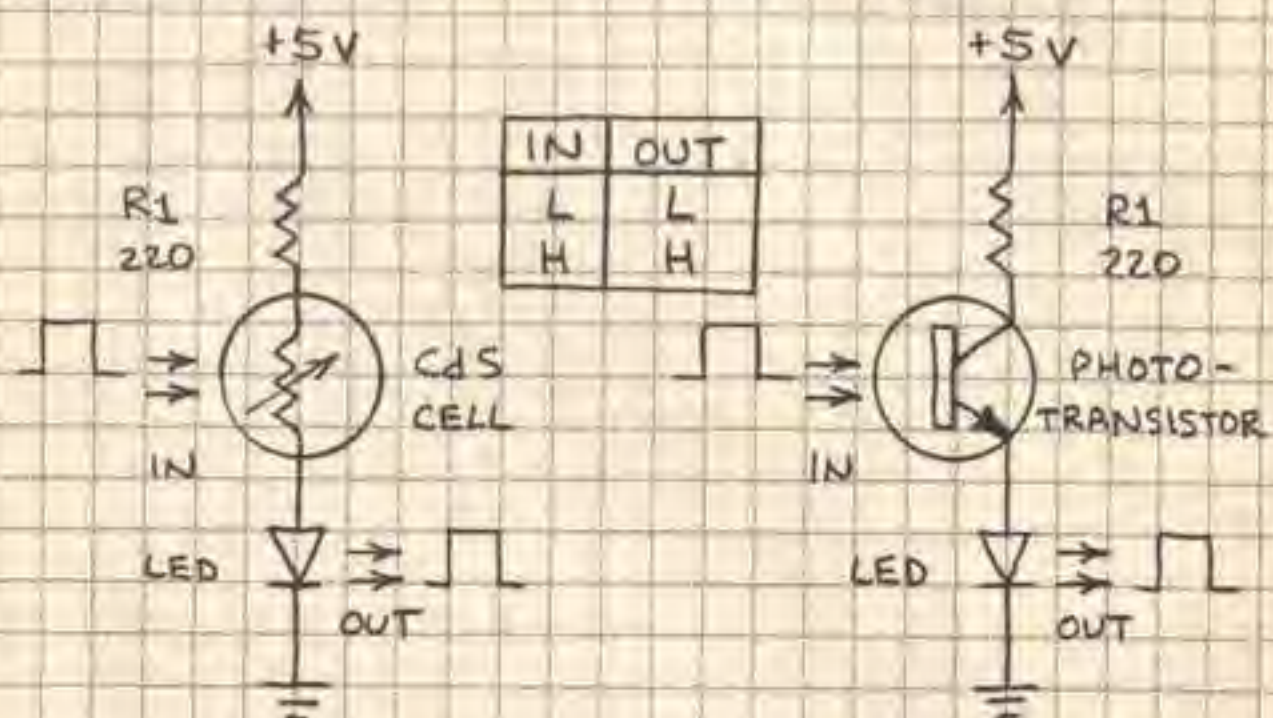 +5V
R1
220
CdS
CELL
IN
LED
OUT
IN OUT
L L
H H
+5V
R1
220
PHOTO-
TRANSISTOR
IN
LED
OUT